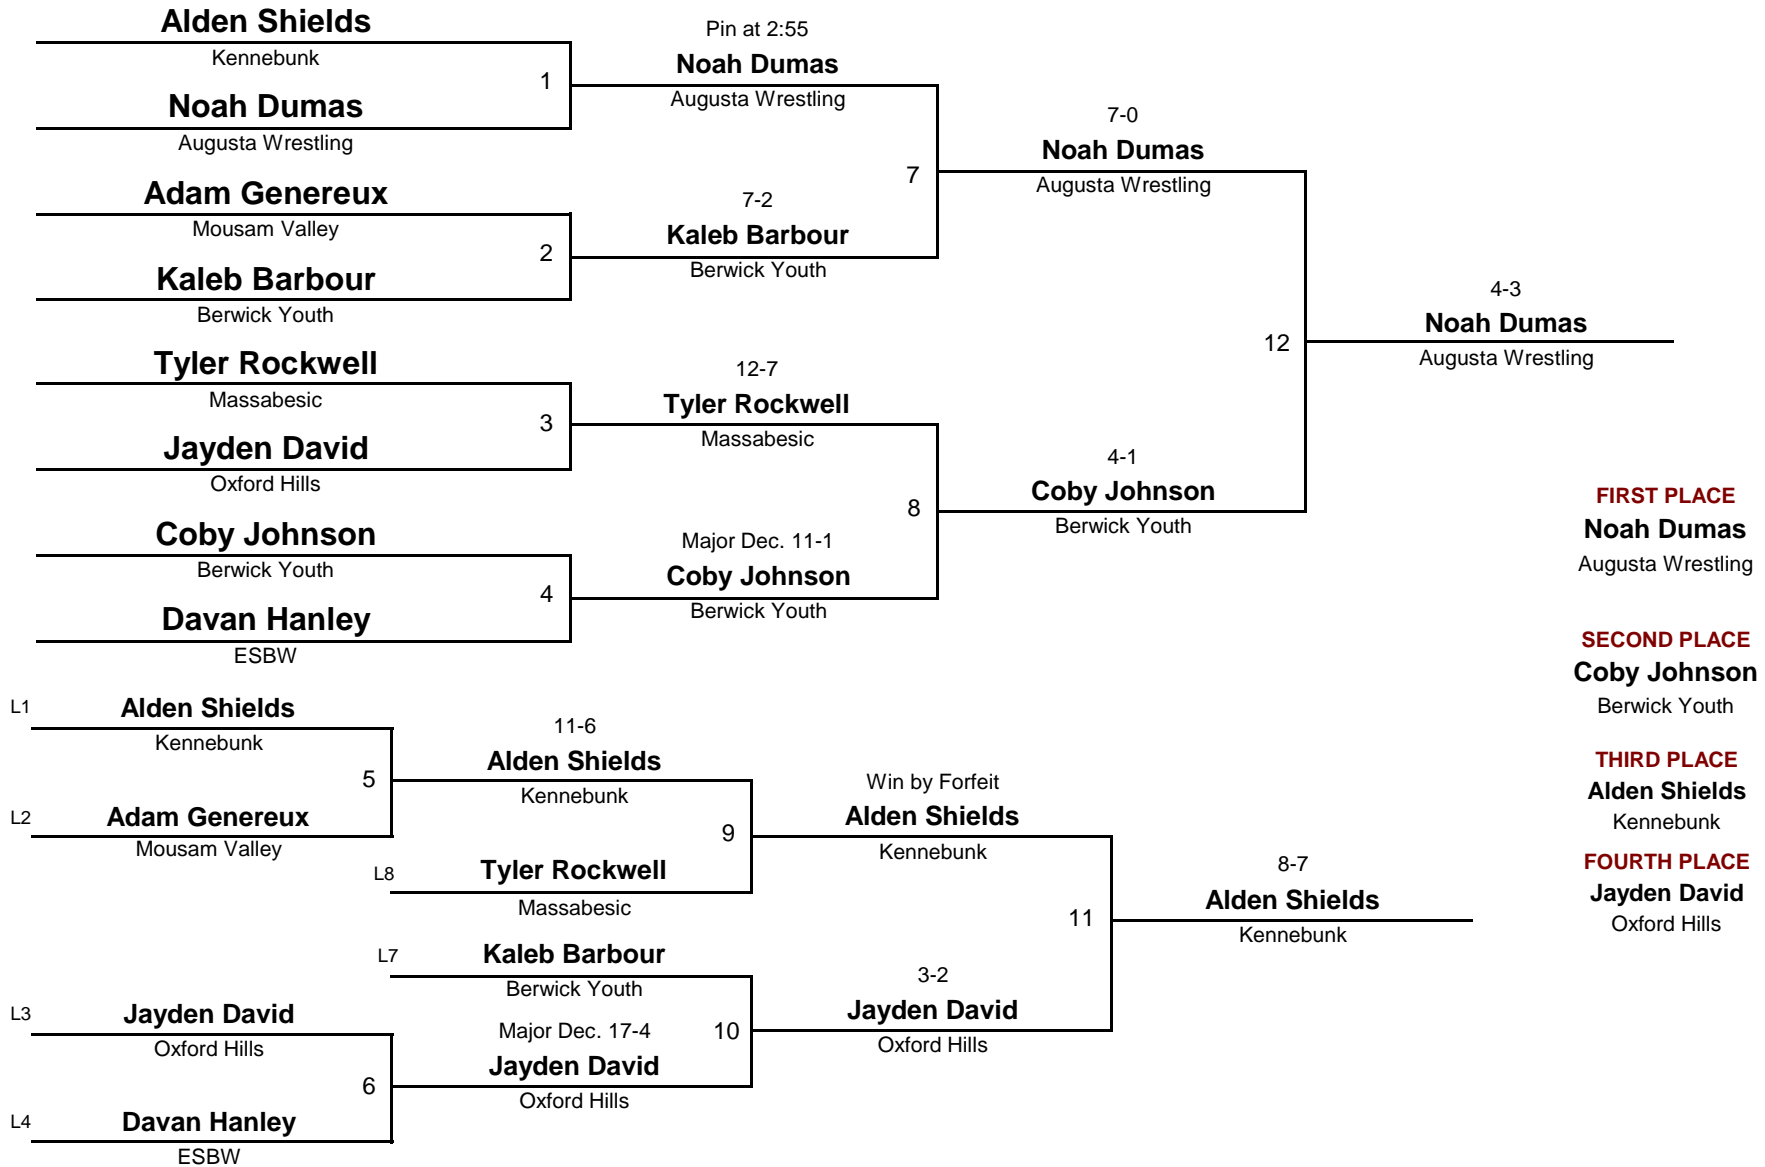 Alden Shields
Kennebunk
1
Noah Dumas
Augusta Wrestling
Adam Genereux
Mousam Valley
2
Kaleb Barbour
Berwick Youth
Tyler Rockwell
Massabesic
3
Jayden David
Oxford Hills
Coby Johnson
Berwick Youth
4
Davan Hanley
ESBW
Pin at 2:55
Noah Dumas
Augusta Wrestling
7
7-2
Kaleb Barbour
Berwick Youth
12-7
Tyler Rockwell
Massabesic
8
Major Dec. 11-1
Coby Johnson
Berwick Youth
7-0
Noah Dumas
Augusta Wrestling
12
4-1
Coby Johnson
Berwick Youth
4-3
Noah Dumas
Augusta Wrestling
L1
Alden Shields
Kennebunk
5
L2
Adam Genereux
Mousam Valley
L3
Jayden David
Oxford Hills
6
L4
Davan Hanley
ESBW
11-6
Alden Shields
Kennebunk
9
L8
Tyler Rockwell
Massabesic
L7
Kaleb Barbour
Berwick Youth
10
Major Dec. 17-4
Jayden David
Oxford Hills
Win by Forfeit
Alden Shields
Kennebunk
11
3-2
Jayden David
Oxford Hills
8-7
Alden Shields
Kennebunk
FIRST PLACE
Noah Dumas
Augusta Wrestling
SECOND PLACE
Coby Johnson
Berwick Youth
THIRD PLACE
Alden Shields
Kennebunk
FOURTH PLACE
Jayden David
Oxford Hills